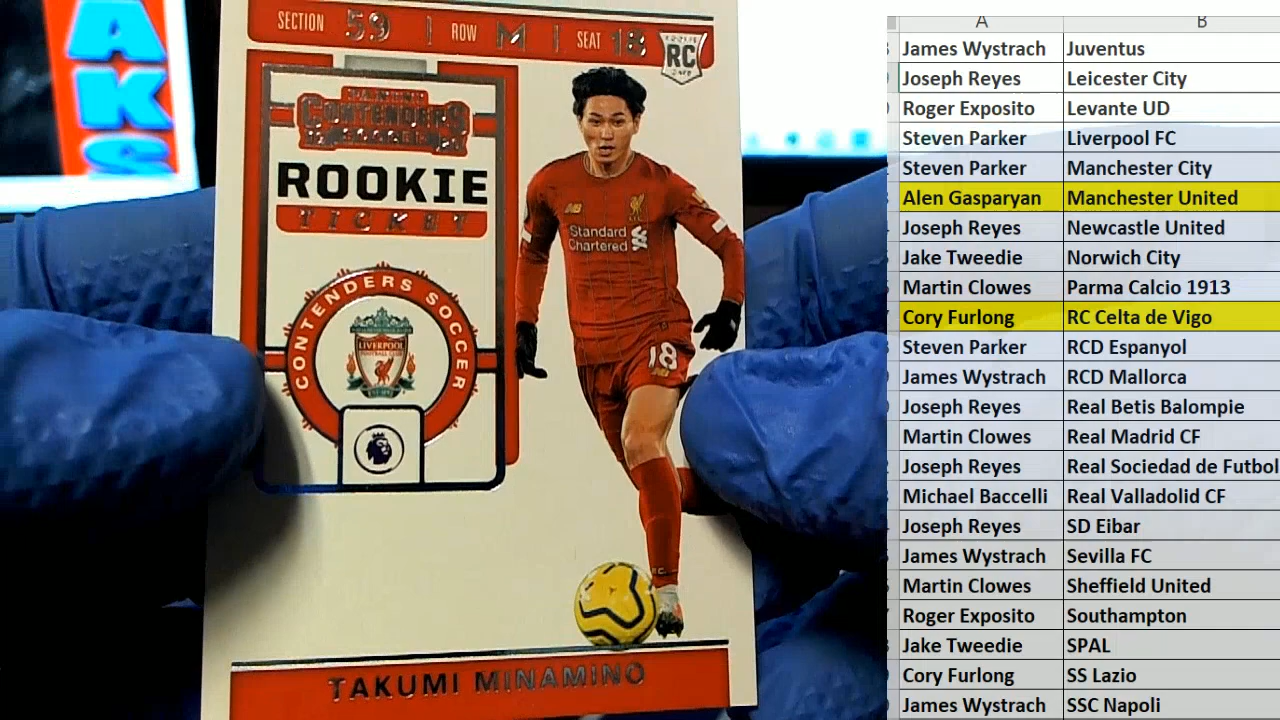 AKS
SECTION 59 | ROW M | SEAT 18
RC
PANINI
CONTENDERS
ROOKIE
TICKET
CONTENDERS SOCCER
LIVERPOOL
FOOTBALL CLUB
Standard
Chartered
18
TAKUMI MINAMINO
A B
James Wystrach Juventus
Joseph Reyes Leicester City
Roger Exposito Levante UD
Steven Parker Liverpool FC
Steven Parker Manchester City
Alen Gasparyan Manchester United
Joseph Reyes Newcastle United
Jake Tweedie Norwich City
Martin Clowes Parma Calcio 1913
Cory Furlong RC Celta de Vigo
Steven Parker RCD Espanyol
James Wystrach RCD Mallorca
Joseph Reyes Real Betis Balompie
Martin Clowes Real Madrid CF
Joseph Reyes Real Sociedad de Futbol
Michael Baccelli Real Valladolid CF
Joseph Reyes SD Eibar
James Wystrach Sevilla FC
Martin Clowes Sheffield United
Roger Exposito Southampton
Jake Tweedie SPAL
Cory Furlong SS Lazio
James Wystrach SSC Napoli